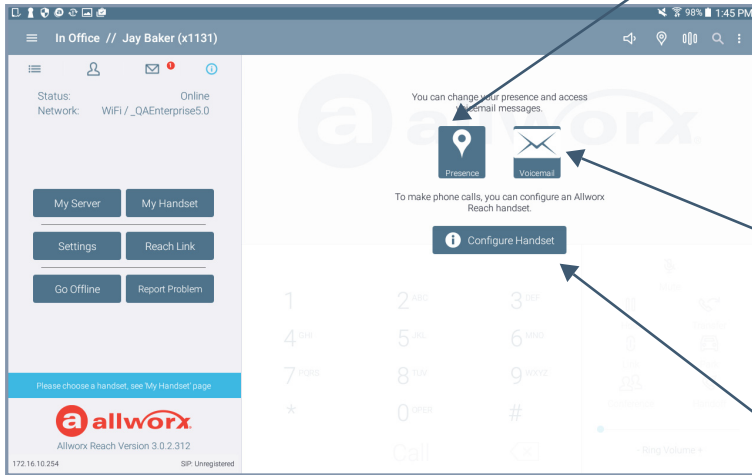 98% 1:45 PM
In Office // Jay Baker (x1131)
1
Status: Online
Network: WiFi / _QAEnterprise5.0
My Server My Handset
Settings Reach Link
Go Offline Report Problem
Please choose a handset, see 'My Handset' page
a allworx
Allworx Reach Version 3.0.2.312
172.16.10.254 SIP: Unregistered
allworx
You can change your presence and access
voicemail messages.
Presence Voicemail
To make phone calls, you can configure an Allworx
Reach handset.
Configure Handset
1 2 ABC 3 DEF
4 GHI 5 JKL 6 MNO
7 PQRS 8 TUV 9 WXYZ
* 0 OPER #
Call
- Ring Volume +